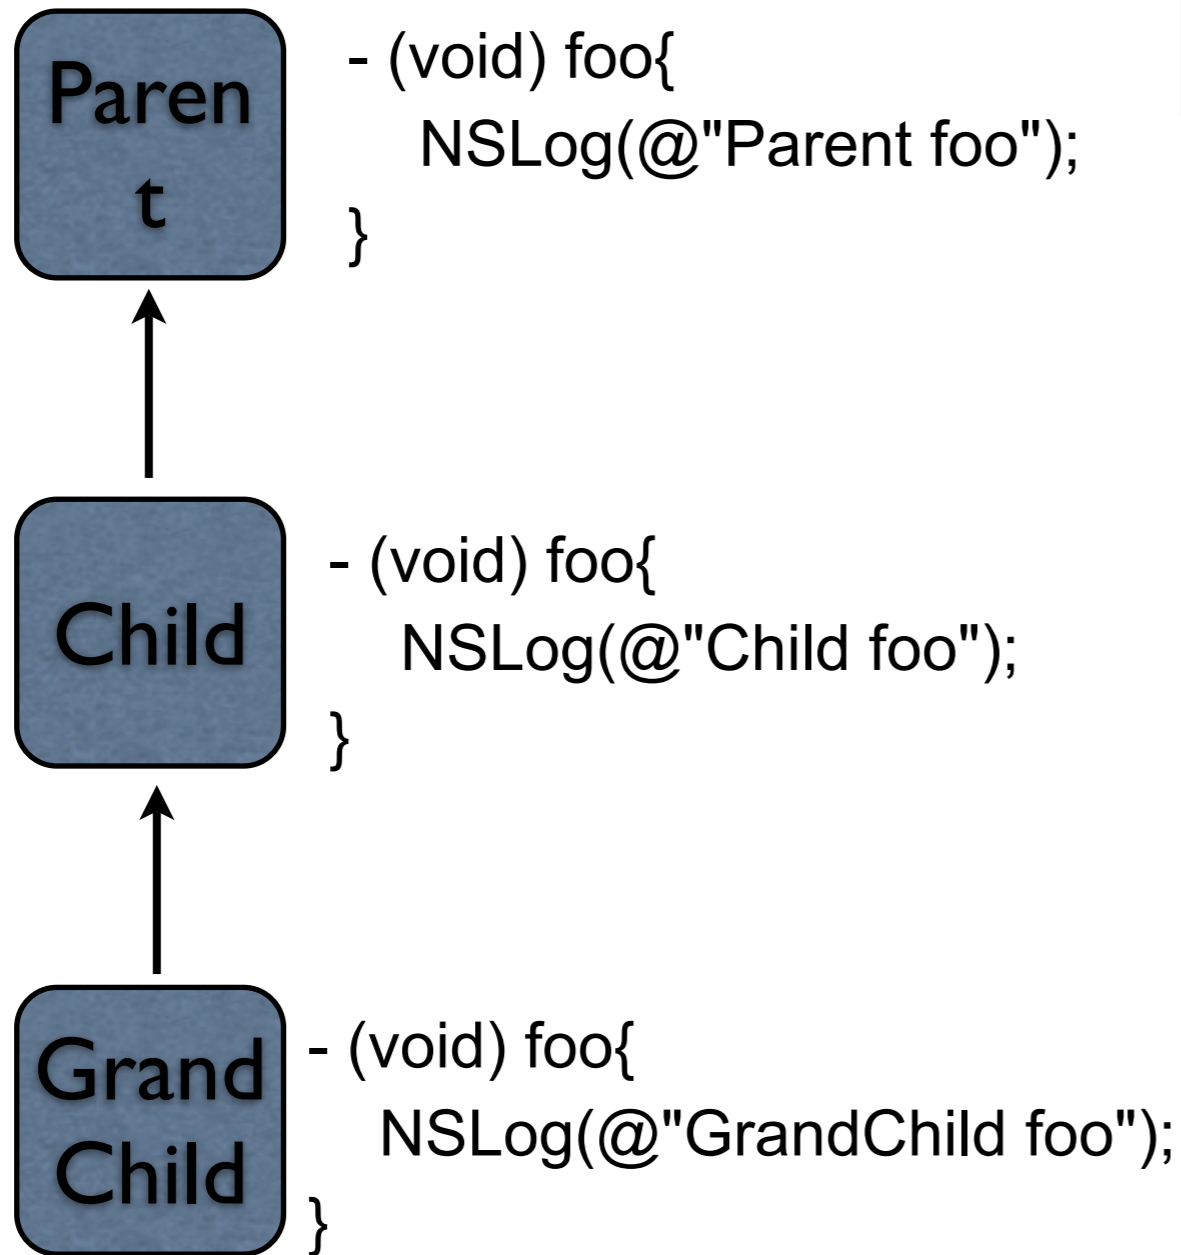 Paren
t
- (void) foo{
NSLog(@"Parent foo");
}
Child
- (void) foo{
NSLog(@"Child foo");
}
Grand
Child
- (void) foo{
NSLog(@"GrandChild foo");
}